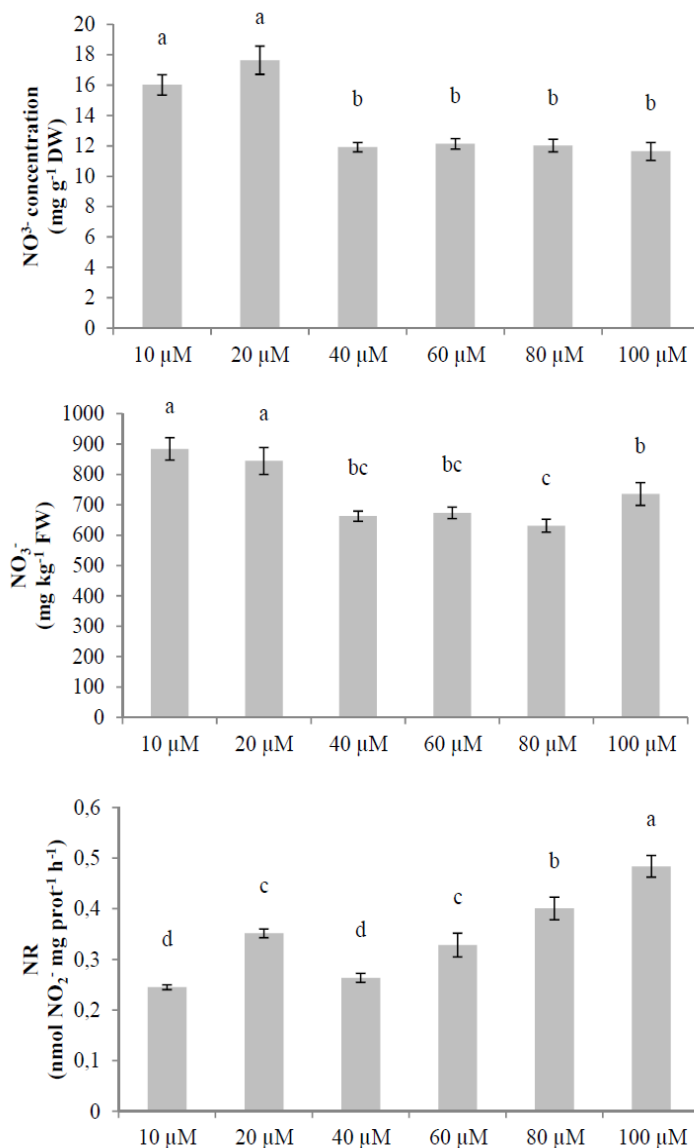 20
18
16
14
12
10
8
6
4
2
0
NO³⁻ concentration
(mg g⁻¹ DW)
a
a
b
b
b
b
10 µM 20 µM 40 µM 60 µM 80 µM 100 µM
1000
900
800
700
600
500
400
300
200
100
0
NO₃⁻
(mg kg⁻¹ FW)
a
a
bc
bc
c
b
10 µM 20 µM 40 µM 60 µM 80 µM 100 µM
0,6
0,5
0,4
0,3
0,2
0,1
0
NR
(nmol NO₂⁻ mg prot⁻¹ h⁻¹)
d
c
d
c
b
a
10 µM 20 µM 40 µM 60 µM 80 µM 100 µM